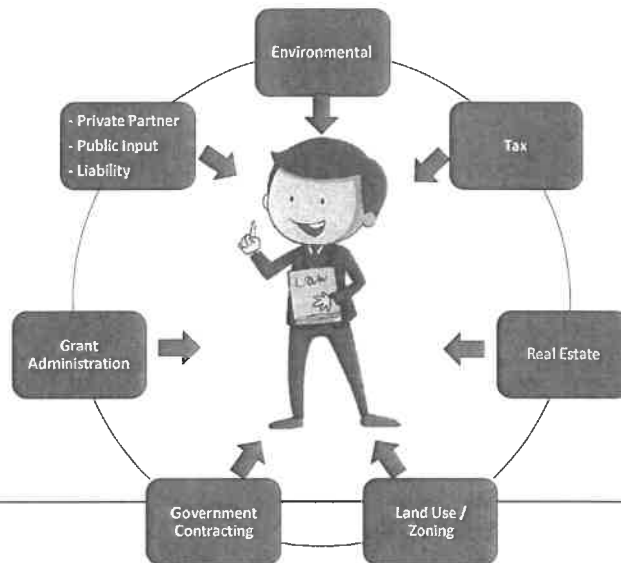 Environmental
- Private Partner
- Public Input
- Liability
Tax
Law
Grant
Administration
Real Estate
Government
Contracting
Land Use /
Zoning